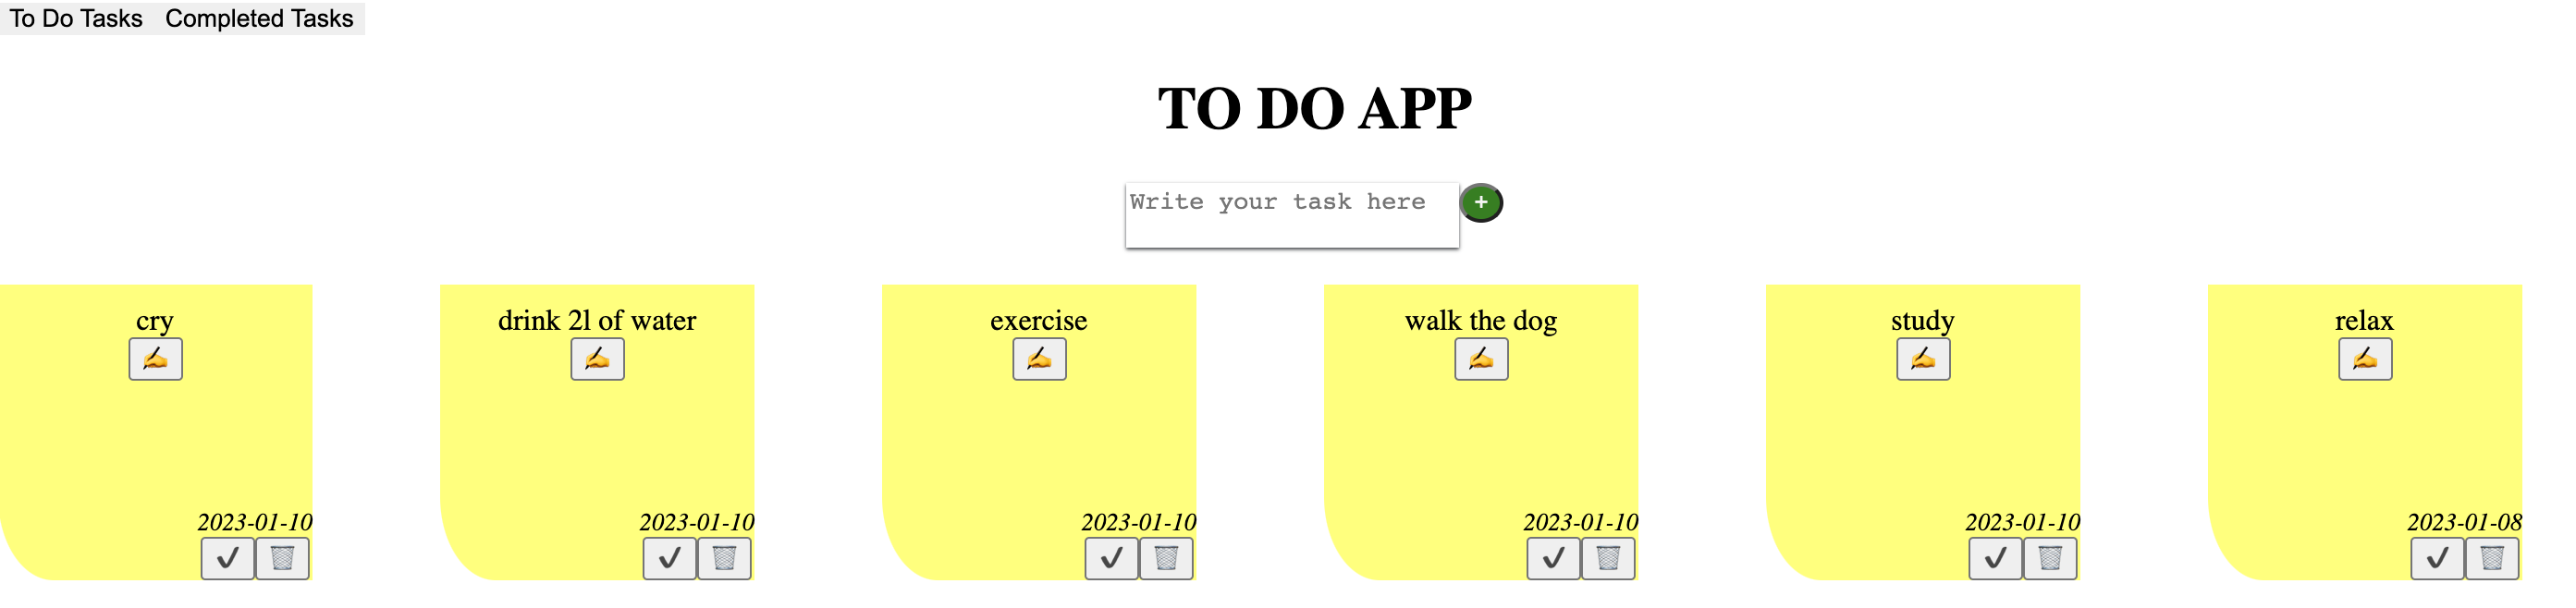 To Do Tasks Completed Tasks
TO DO APP
Write your task here +
cry
2023-01-10
drink 2l of water
2023-01-10
exercise
2023-01-10
walk the dog
2023-01-10
study
2023-01-10
relax
2023-01-08